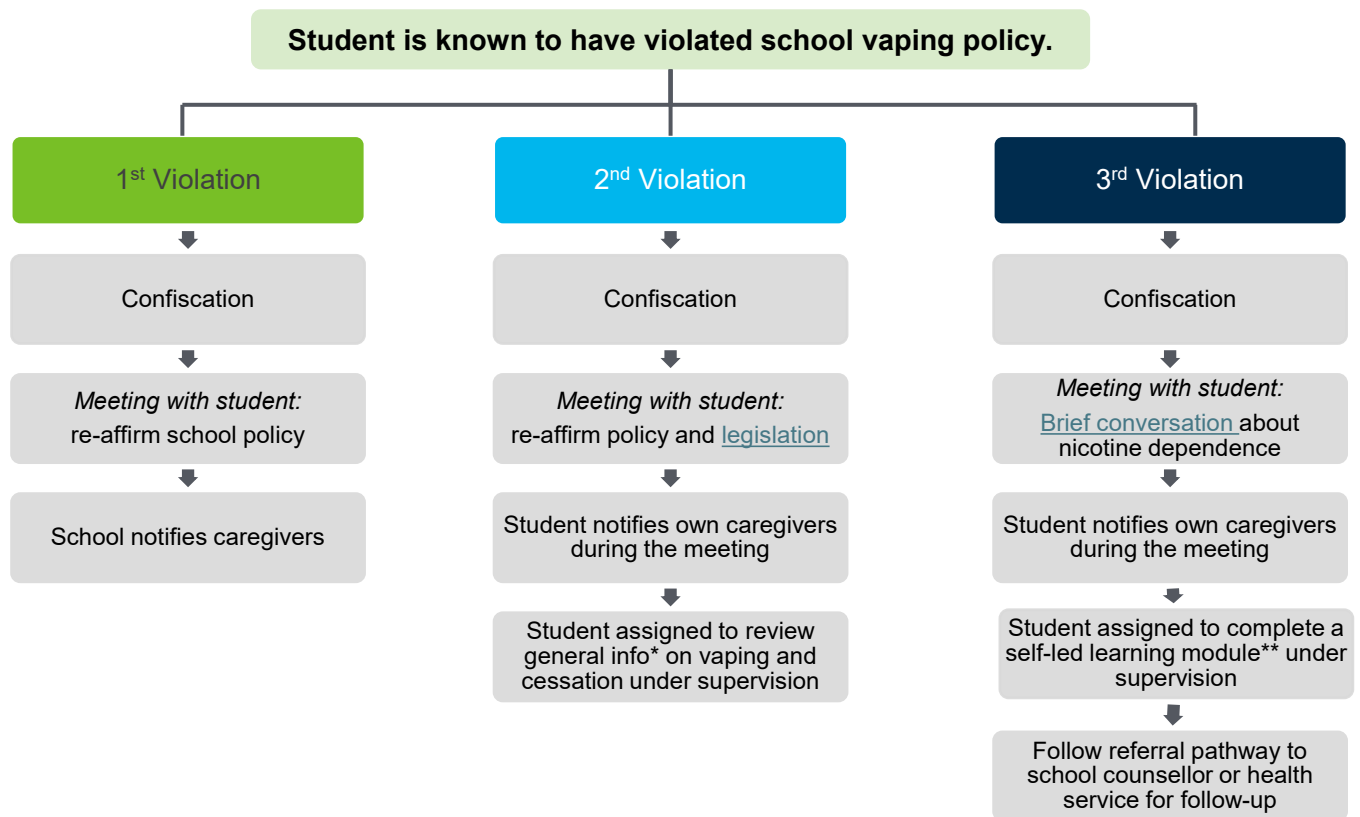 Student is known to have violated school vaping policy.
1st Violation
Confiscation
Meeting with student:
re-affirm school policy
School notifies caregivers
2nd Violation
Confiscation
Meeting with student:
re-affirm policy and legislation
Student notifies own caregivers
during the meeting
Student assigned to review
general info* on vaping and
cessation under supervision
3rd Violation
Confiscation
Meeting with student:
Brief conversation about
nicotine dependence
Student notifies own caregivers
during the meeting
Student assigned to complete a
self-led learning module** under
supervision
Follow referral pathway to
school counsellor or health
service for follow-up